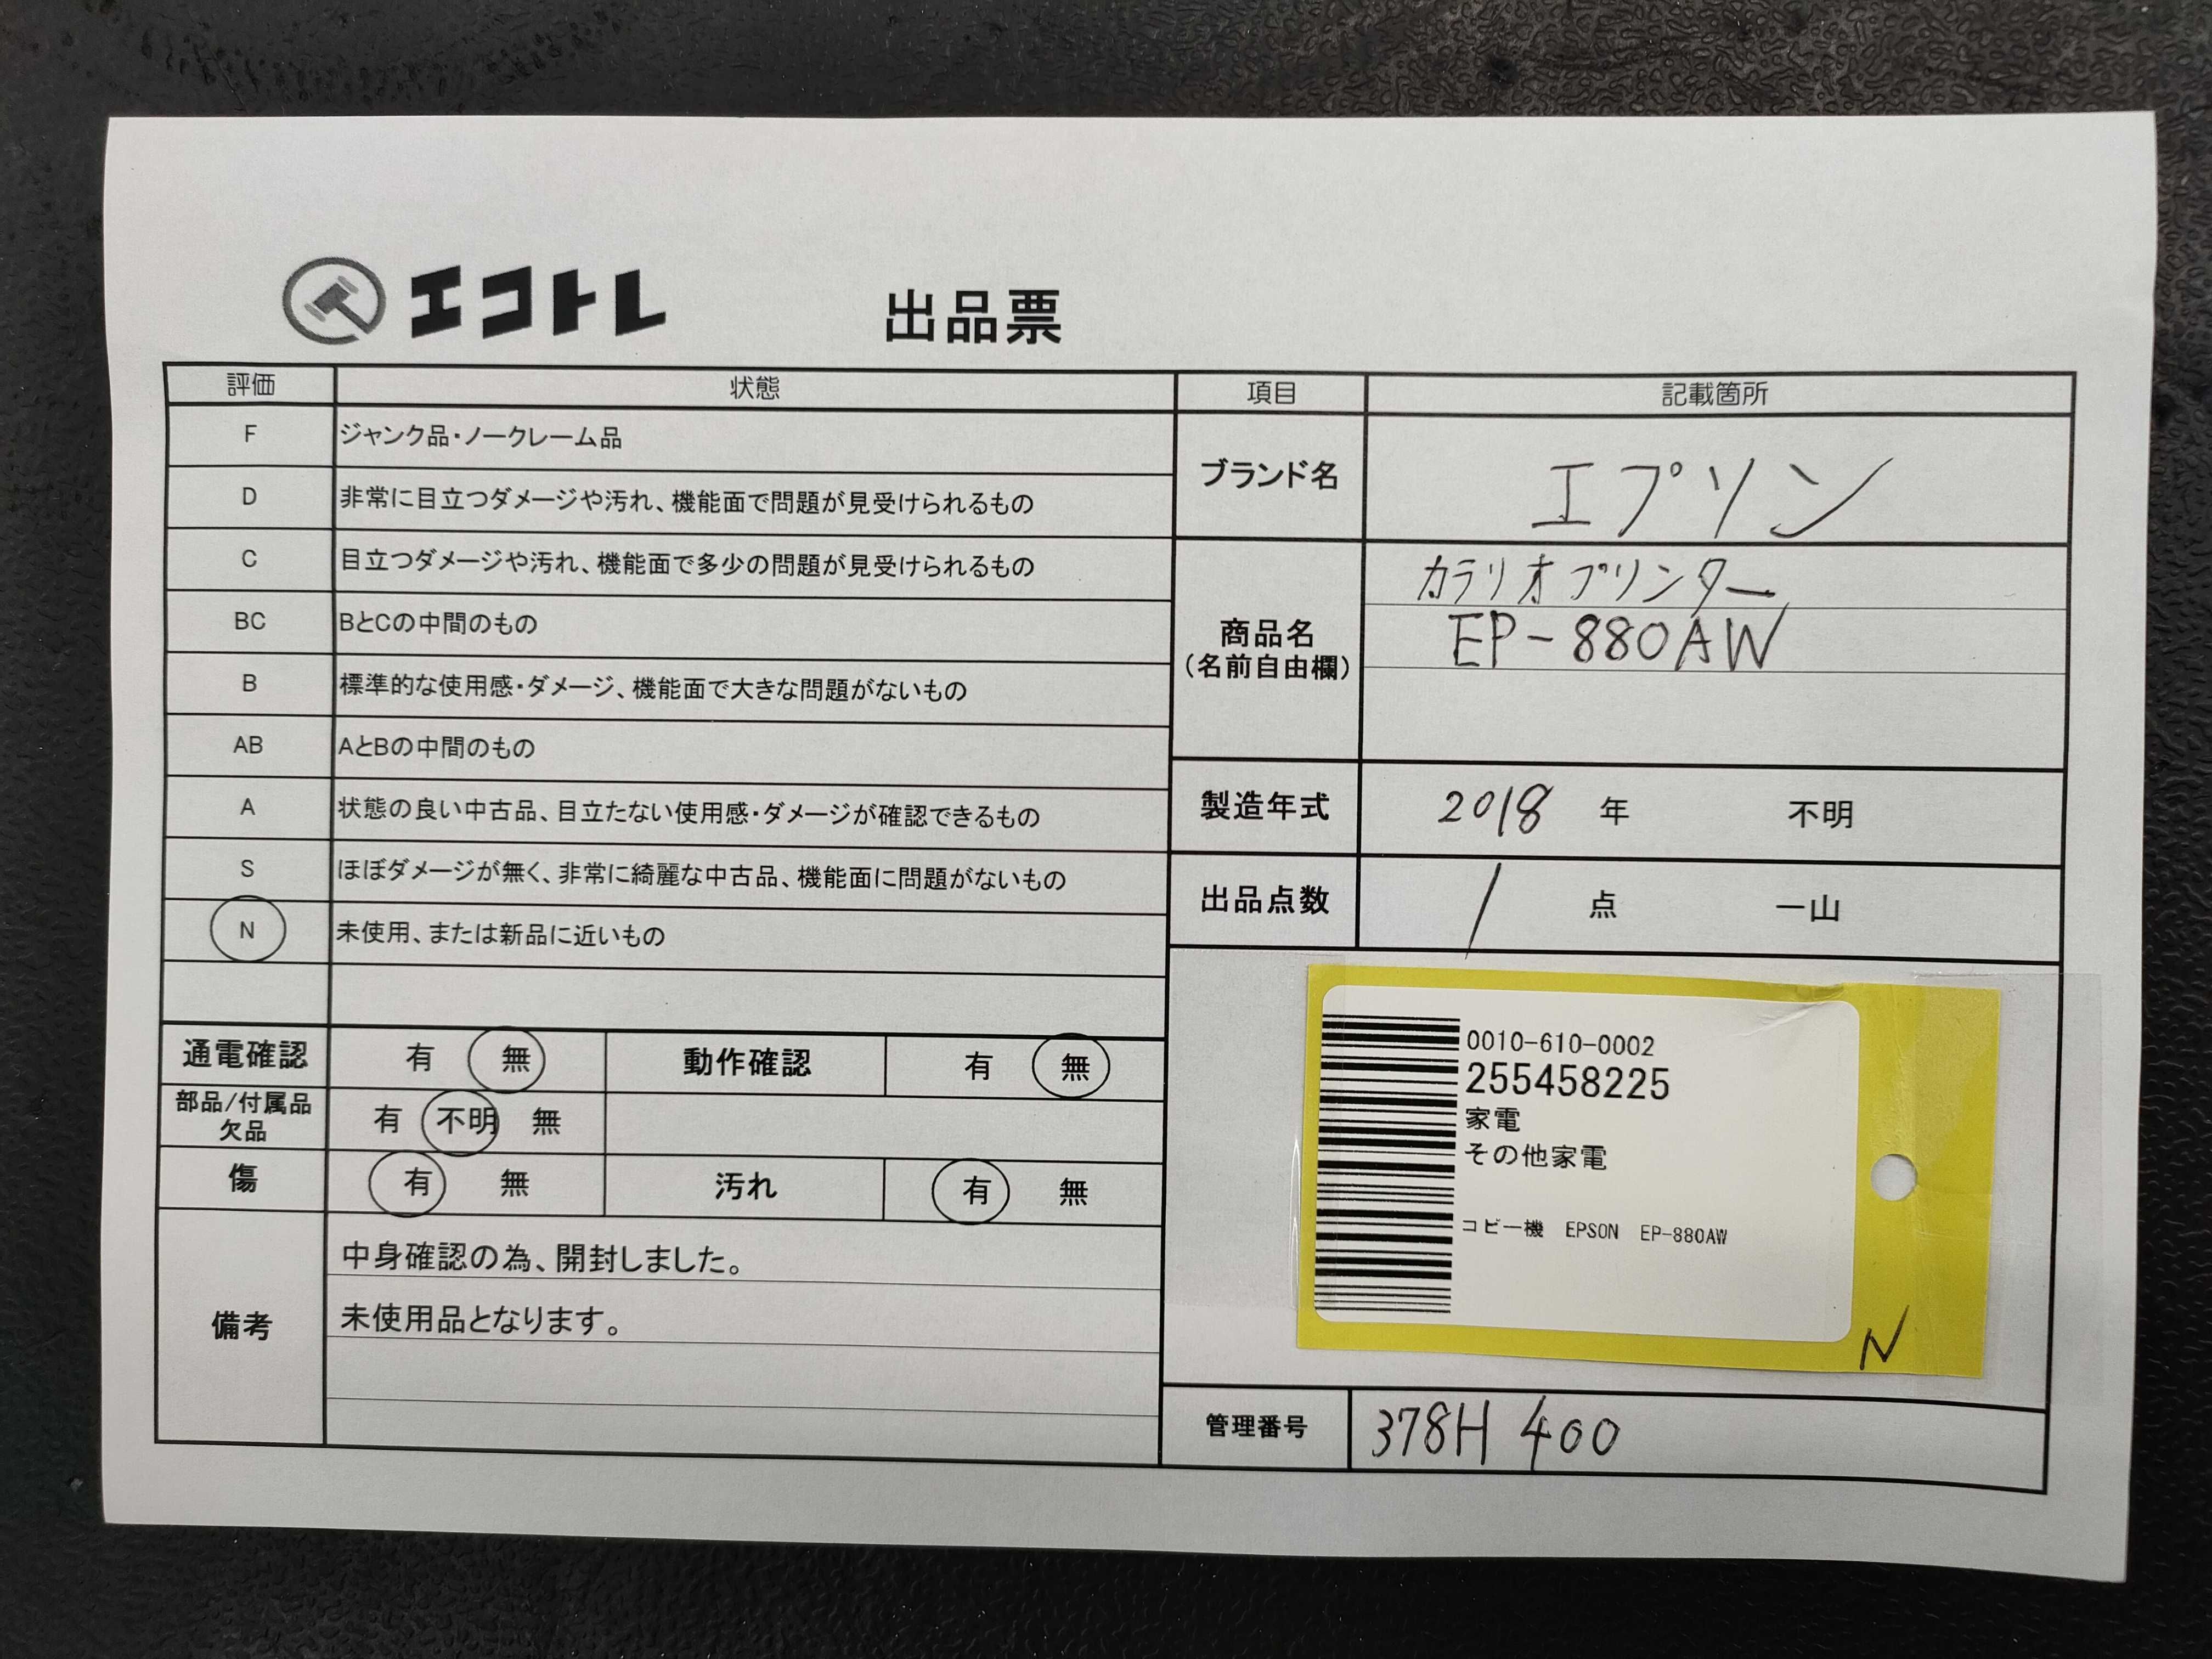 エコトレ
出品票
評価 状態
F ジャンク品・ノークレーム品
D 非常に目立つダメージや汚れ、機能面で問題が見受けられるもの
C 目立つダメージや汚れ、機能面で多少の問題が見受けられるもの
BC BとCの中間のもの
B 標準的な使用感・ダメージ、機能面で大きな問題がないもの
AB AとBの中間のもの
A 状態の良い中古品、目立たない使用感・ダメージが確認できるもの
S ほぼダメージが無く、非常に綺麗な中古品、機能面に問題がないもの
N 未使用、または新品に近いもの
通電確認 有 無 動作確認 有 無
部品/付属品
欠品
有 不明 無
傷 有 無 汚れ 有 無
備考
中身確認の為、開封しました。
未使用品となります。
項目 記載箇所
ブランド名 エプソン
商品名
(名前自由欄)
カラリオプリンター
EP-880AW
製造年式 2018 年 不明
出品点数 1 点 一山
0010-610-0002
255458225
家電
その他家電
コピー機 EPSON EP-880AW
N
管理番号 378H 400